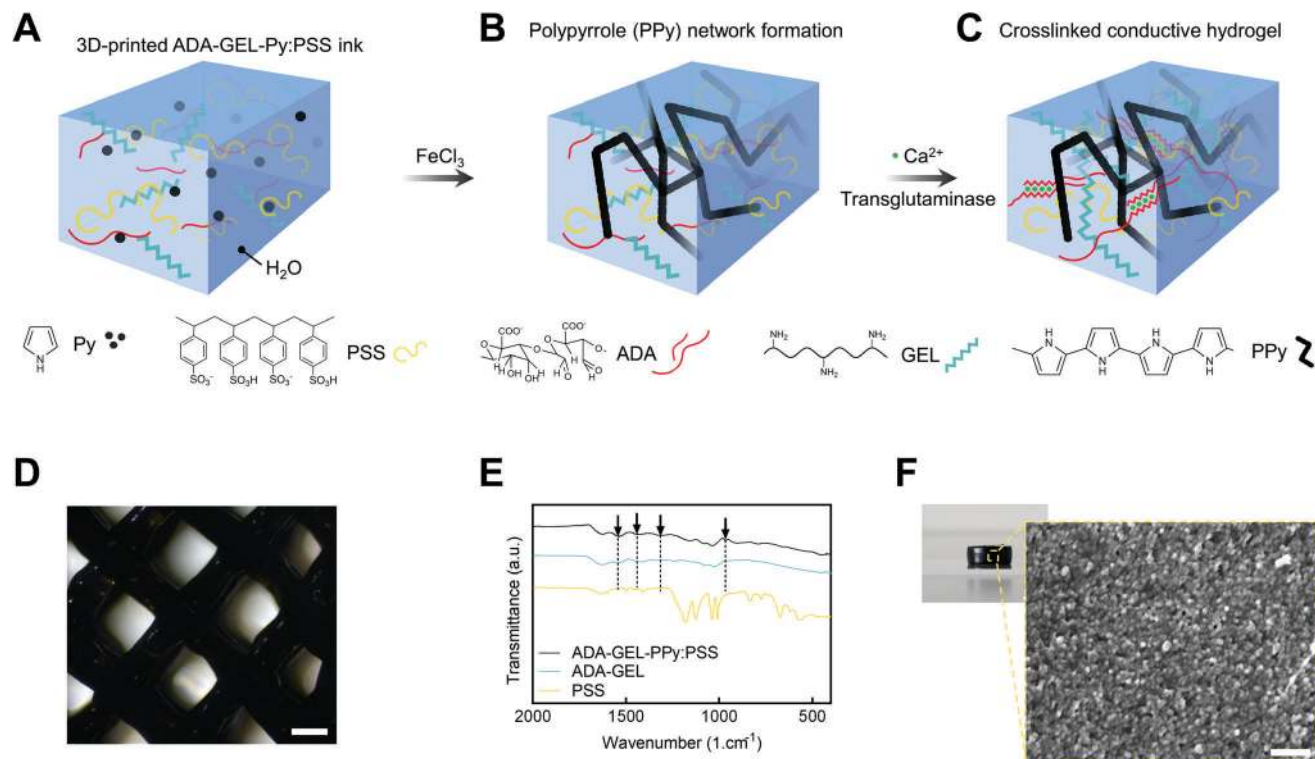 A
3D-printed ADA-GEL-Py:PSS ink
B
Polypyrrole (PPy) network formation
C
Crosslinked conductive hydrogel
FeCl₃
Ca²⁺
Transglutaminase
H₂O
N
H
Py
SO₃⁻ SO₃H SO₃⁻ SO₃H
PSS
COO⁻
COO⁻
O
O
O
O
H
H
H
H
H
OH
OH
O
O
ADA
NH₂ NH₂
NH₂
GEL
H
N
N
H
H
N
N
H
PPy
D
E
Transmittance (a.u.)
ADA-GEL-PPy:PSS
ADA-GEL
PSS
2000 1500 1000 500
Wavenumber (1.cm⁻¹)
F